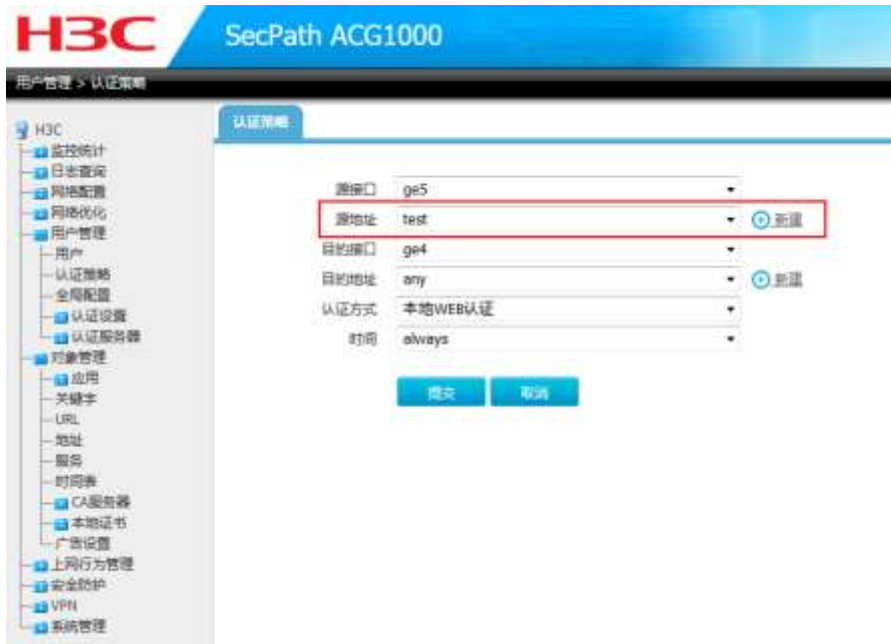 H3C
SecPath ACG1000
用户管理 > 认证策略
H3C
监控统计
日志查询
网络配置
网络优化
用户管理
用户
认证策略
全局配置
认证设置
认证服务器
对象管理
应用
关键字
URL
地址
服务
时间表
CA服务器
本地证书
广告设置
上网行为管理
安全防护
VPN
系统管理
认证策略
源接口 ge5
源地址 test 新建
目的接口 ge4
目的地址 any 新建
认证方式 本地WEB认证
时间 always
提交 取消